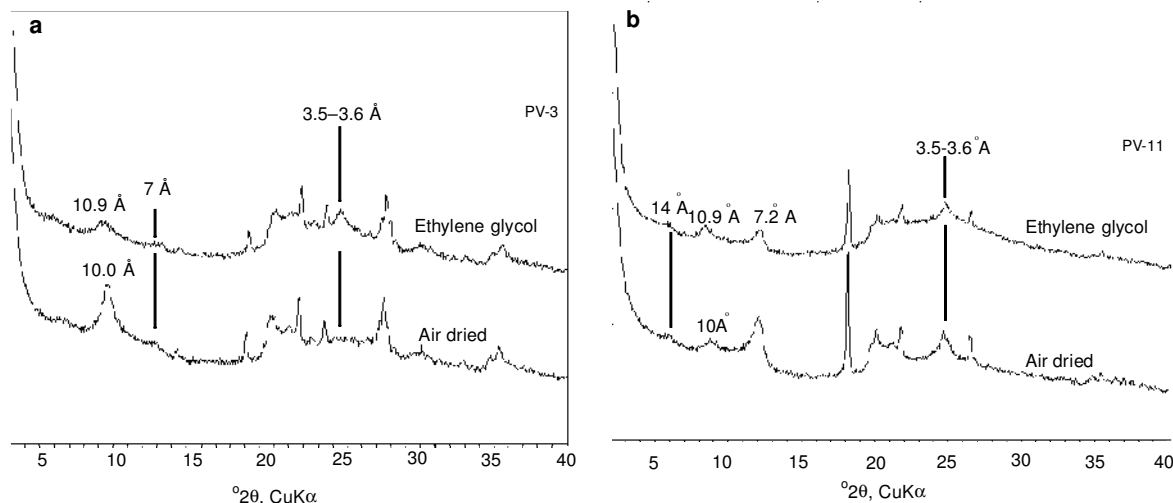 a
PV-3
3.5–3.6 Å
7 Å
10.9 Å
Ethylene glycol
10.0 Å
Air dried
5 10 15 20 25 30 35 40
°2θ, CuKα
b
PV-11
3.5-3.6°A
14°A 10.9°A 7.2°A
Ethylene glycol
10A°
Air dried
5 10 15 20 25 30 35 40
°2θ, CuKα